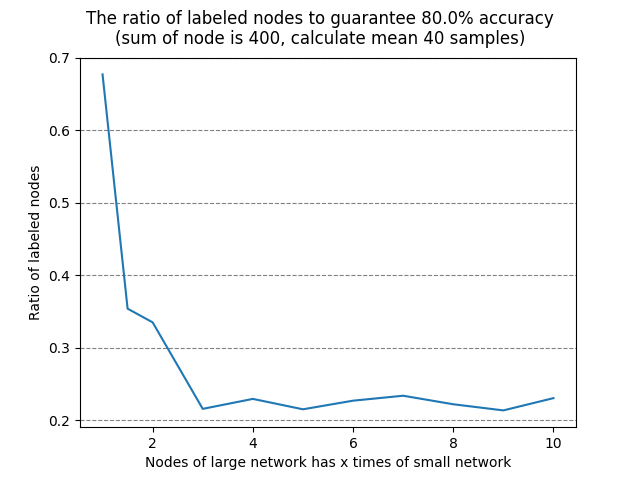 The ratio of labeled nodes to guarantee 80.0% accuracy
(sum of node is 400, calculate mean 40 samples)
Ratio of labeled nodes
0.7
0.6
0.5
0.4
0.3
0.2
2 4 6 8 10
Nodes of large network has x times of small network